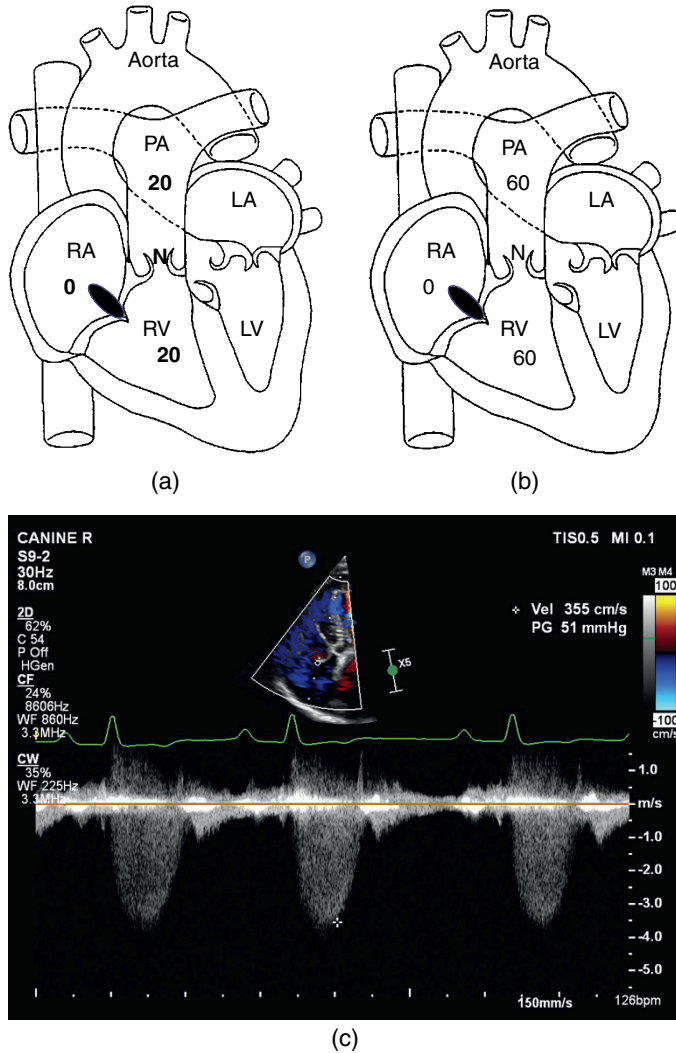 Aorta
PA
20
LA
RA
0
N
RV
20
LV
(a)
Aorta
PA
60
LA
RA
0
N
RV
60
LV
(b)
CANINE R
S9-2
30Hz
8.0cm
2D
62%
C 54
P Off
HGen
CF
24%
8606Hz
WF 860Hz
3.3MHz
CW
35%
WF 225Hz
3.3MHz
P
X5
TIS0.5 MI 0.1
M3 M4
100
-100
cm/s
Vel 355 cm/s
PG 51 mmHg
1.0
m/s
-1.0
-2.0
-3.0
-4.0
-5.0
150mm/s
126bpm
(c)